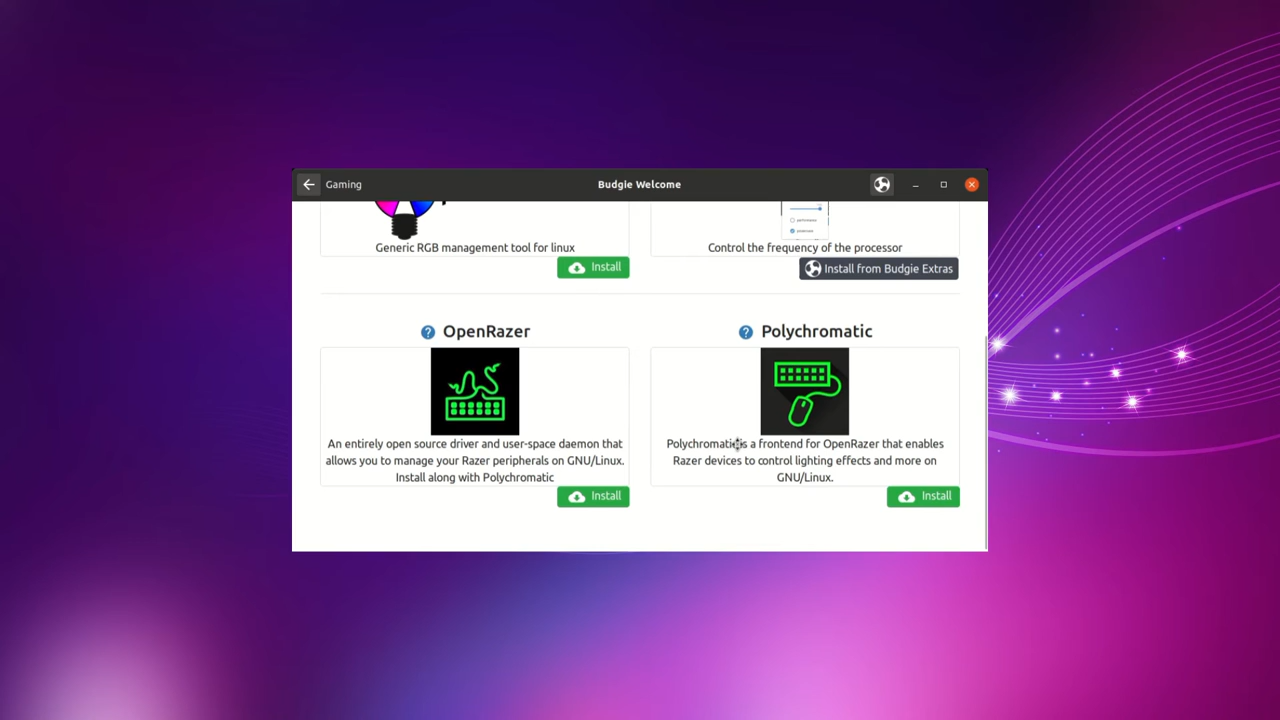 Gaming
Budgie Welcome
Generic RGB management tool for linux
Install
Control the frequency of the processor
Install from Budgie Extras
OpenRazer
An entirely open source driver and user-space daemon that
allows you to manage your Razer peripherals on GNU/Linux.
Install along with Polychromatic
Install
Polychromatic
Polychromatic is a frontend for OpenRazer that enables
Razer devices to control lighting effects and more on
GNU/Linux.
Install